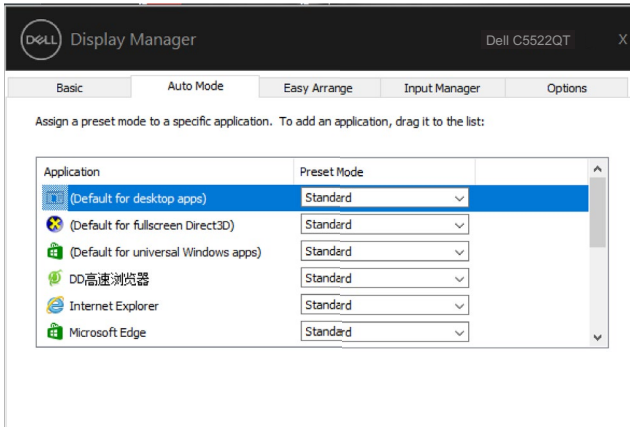 DELL Display Manager Dell C5522QT X
Basic Auto Mode Easy Arrange Input Manager Options
Assign a preset mode to a specific application. To add an application, drag it to the list:
Application Preset Mode
(Default for desktop apps) Standard
(Default for fullscreen Direct3D) Standard
(Default for universal Windows apps) Standard
DD高速浏览器 Standard
Internet Explorer Standard
Microsoft Edge Standard